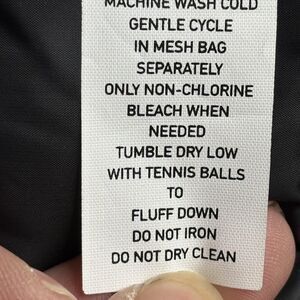 MACHINE WASH COLD
GENTLE CYCLE
IN MESH BAG
SEPARATELY
ONLY NON-CHLORINE
BLEACH WHEN
NEEDED
TUMBLE DRY LOW
WITH TENNIS BALLS
TO
FLUFF DOWN
DO NOT IRON
DO NOT DRY CLEAN